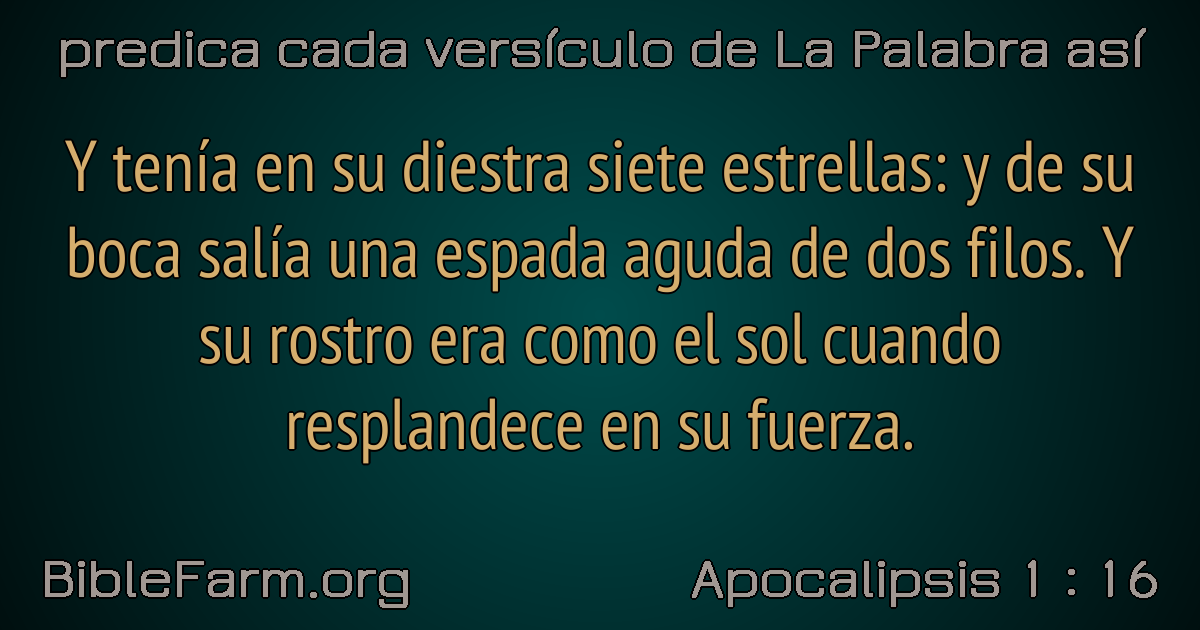 predica cada versículo de La Palabra así
Y tenía en su diestra siete estrellas: y de su
boca salía una espada aguda de dos filos. Y
su rostro era como el sol cuando
resplandece en su fuerza.
BibleFarm.org
Apocalipsis 1 : 16